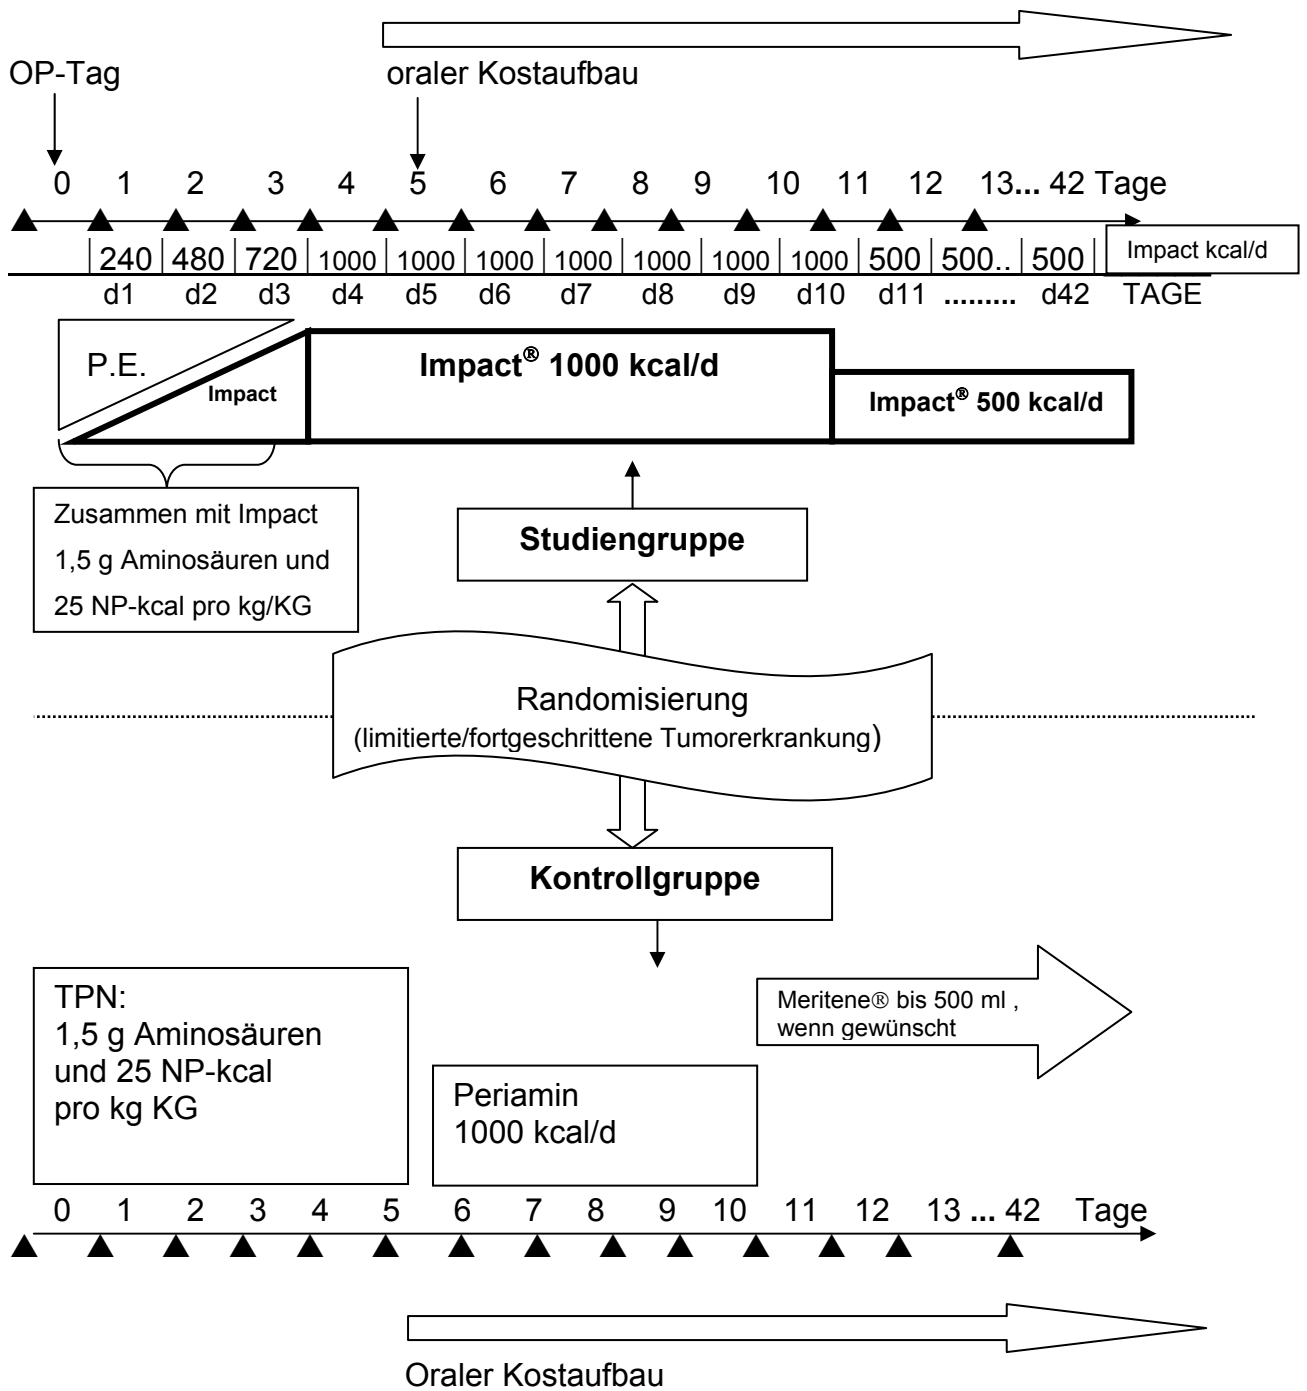 OP-Tag
oraler Kostaufbau
0 1 2 3 4 5 6 7 8 9 10 11 12 13... 42 Tage
240 480 720 1000 1000 1000 1000 1000 1000 1000 500 500.. 500 Impact kcal/d
d1 d2 d3 d4 d5 d6 d7 d8 d9 d10 d11 ......... d42 TAGE
P.E.
Impact
Impact® 1000 kcal/d
Impact® 500 kcal/d
Zusammen mit Impact
1,5 g Aminosäuren und
25 NP-kcal pro kg/KG
Studiengruppe
Randomisierung
(limitierte/fortgeschrittene Tumorerkrankung)
Kontrollgruppe
TPN:
1,5 g Aminosäuren
und 25 NP-kcal
pro kg KG
Periamin
1000 kcal/d
Meritene® bis 500 ml ,
wenn gewünscht
0 1 2 3 4 5 6 7 8 9 10 11 12 13 ... 42 Tage
Oraler Kostaufbau